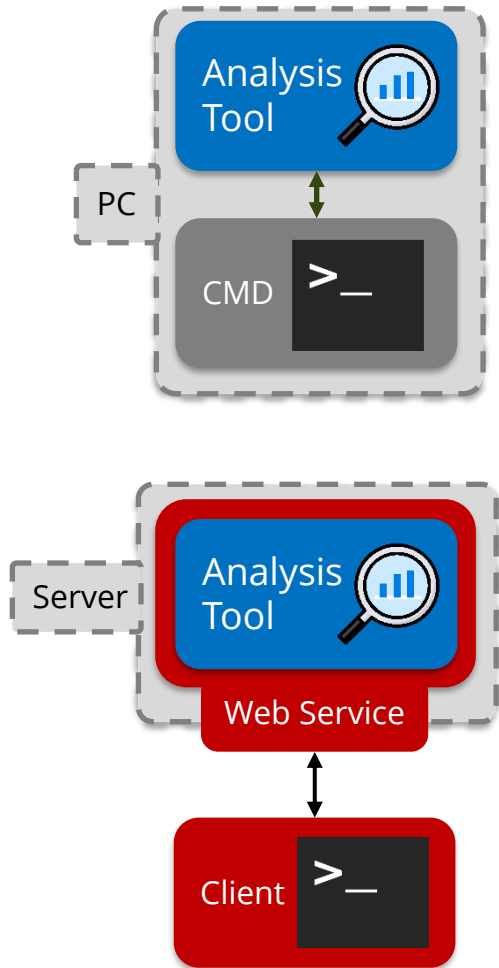 Analysis
Tool
PC
CMD
>_
Analysis
Tool
Server
Web Service
Client
>_